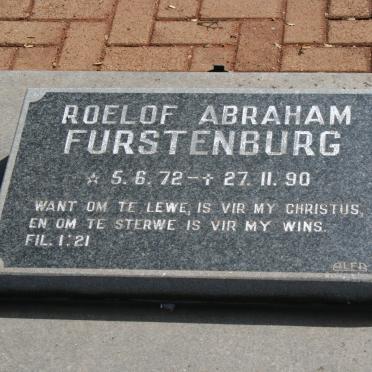 ROELOF ABRAHAM
FURSTENBURG
☆ 5. 6. 72 - ✝ 27. 11. 90
WANT OM TE LEWE, IS VIR MY CHRISTUS,
EN OM TE STERWE IS VIR MY WINS.
FIL. 1:21
ALFA